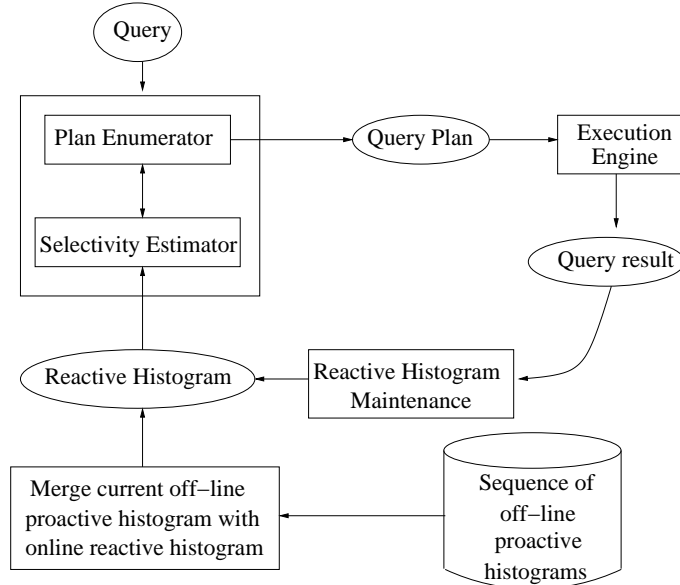 Query
Plan Enumerator
Query Plan
Execution
Engine
Selectivity Estimator
Query result
Reactive Histogram
Reactive Histogram
Maintenance
Merge current off−line
proactive histogram with
online reactive histogram
Sequence of
off−line
proactive
histograms